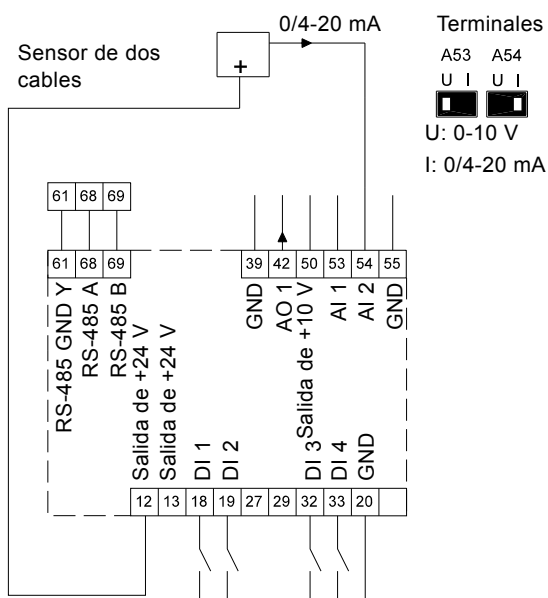 0/4-20 mA
Terminales
Sensor de dos
cables
A53 A54
U I U I
+
U: 0-10 V
I: 0/4-20 mA
61 68 69
61 68 69
39 42 50 53 54 55
RS-485 GND Y
RS-485 A
RS-485 B
GND
AO 1
Salida de +10 V
AI 1
AI 2
GND
Salida de +24 V
Salida de +24 V
DI 1
DI 2
DI 3
DI 4
GND
12 13 18 19 27 29 32 33 20